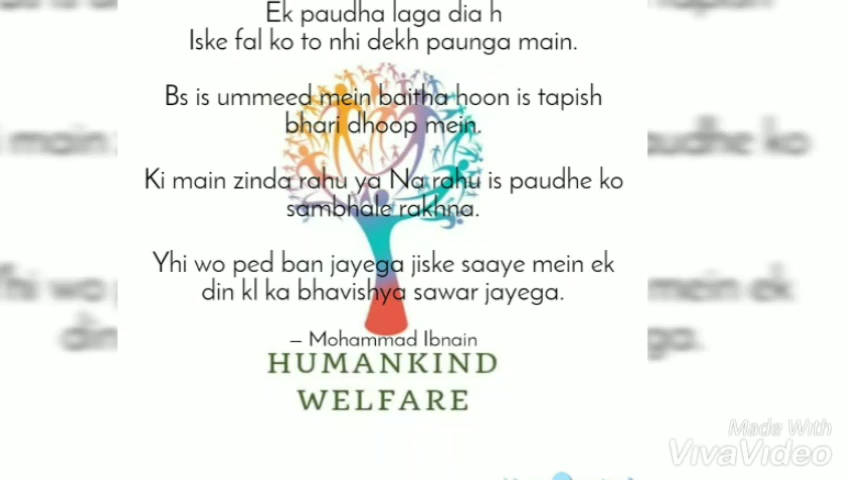 Ek paudha laga dia h
Iske fal ko to nhi dekh paunga main.
Bs is ummeed mein baitha hoon is tapish
bhari dhoop mein.
Ki main zinda rahu ya Na rahu is paudhe ko
sambhale rakhna.
Yhi wo ped ban jayega jiske saaye mein ek
din kl ka bhavishya sawar jayega.
– Mohammad Ibnain
HUMANKIND
WELFARE
Made With
VivaVideo